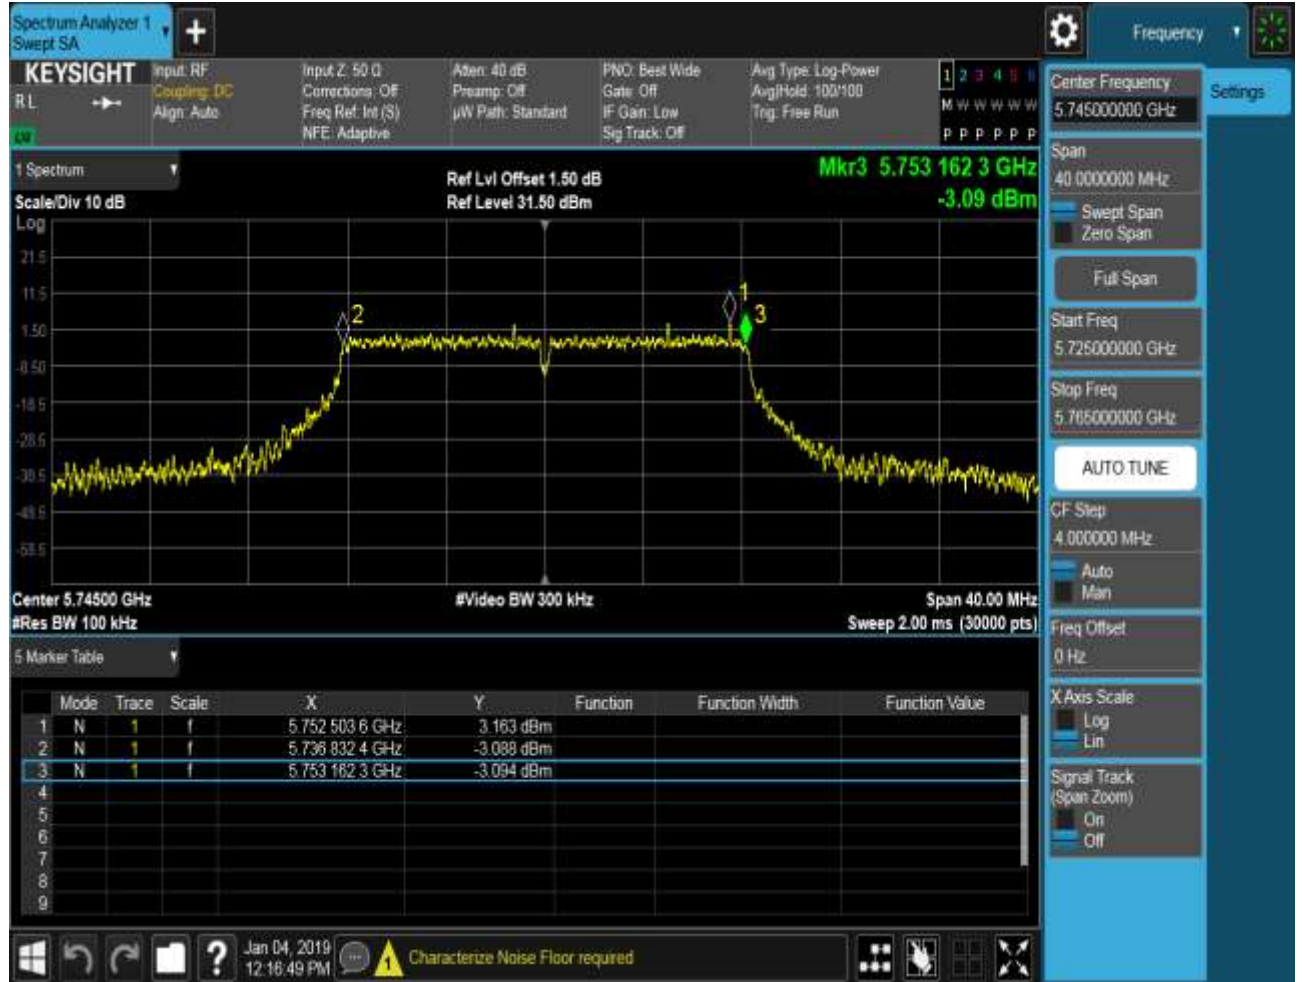 Spectrum Analyzer 1
Swept SA
+
Frequency
KEYSIGHT
RL
Input: RF
Coupling: DC
Align: Auto
Input Z: 50 Ω
Corrections: Off
Freq Ref: Int (S)
NFE: Adaptive
Atten: 40 dB
Preamp: Off
µW Path: Standard
PNO: Best Wide
Gate: Off
IF Gain: Low
Sig Track: Off
Avg Type: Log-Power
Avg|Hold: 100/100
Trig: Free Run
1 2 3 4 5 6
M W W W W W
P P P P P P
1 Spectrum
Scale/Div 10 dB
Log
Ref Lvl Offset 1.50 dB
Ref Level 31.50 dBm
Mkr3 5.753 162 3 GHz
-3.09 dBm
21.5
11.5
1.50
-8.50
-18.5
-28.5
-38.5
-48.5
-58.5
2
1
3
Center 5.74500 GHz
#Res BW 100 kHz
#Video BW 300 kHz
Span 40.00 MHz
Sweep 2.00 ms (30000 pts)
5 Marker Table
Mode Trace Scale X Y Function Function Width Function Value
1 N 1 f 5.752 503 6 GHz 3.163 dBm
2 N 1 f 5.736 832 4 GHz -3.088 dBm
3 N 1 f 5.753 162 3 GHz -3.094 dBm
4
5
6
7
8
9
Jan 04, 2019
12:16:49 PM
?
1
Characterize Noise Floor required
Center Frequency
5.745000000 GHz
Settings
Span
40.0000000 MHz
Swept Span
Zero Span
Full Span
Start Freq
5.725000000 GHz
Stop Freq
5.765000000 GHz
AUTO TUNE
CF Step
4.000000 MHz
Auto
Man
Freq Offset
0 Hz
X Axis Scale
Log
Lin
Signal Track
(Span Zoom)
On
Off